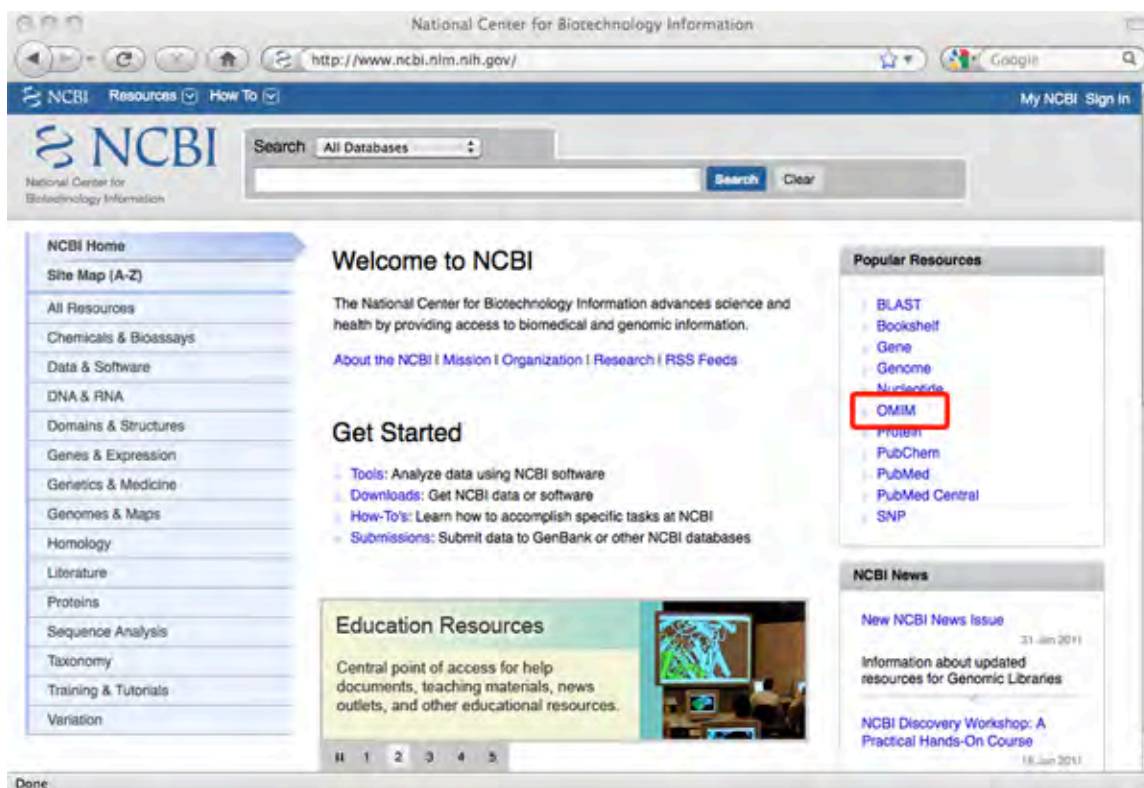 National Center for Biotechnology Information
http://www.ncbi.nlm.nih.gov/
Google
NCBI Resources How To
My NCBI Sign In
NCBI
National Center for
Biotechnology Information
Search All Databases
Search Clear
NCBI Home
Site Map (A-Z)
All Resources
Chemicals & Bioassays
Data & Software
DNA & RNA
Domains & Structures
Genes & Expression
Genetics & Medicine
Genomes & Maps
Homology
Literature
Proteins
Sequence Analysis
Taxonomy
Training & Tutorials
Variation
Welcome to NCBI
The National Center for Biotechnology Information advances science and
health by providing access to biomedical and genomic information.
About the NCBI | Mission | Organization | Research | RSS Feeds
Get Started
Tools: Analyze data using NCBI software
Downloads: Get NCBI data or software
How-To's: Learn how to accomplish specific tasks at NCBI
Submissions: Submit data to GenBank or other NCBI databases
Education Resources
Central point of access for help
documents, teaching materials, news
outlets, and other educational resources.
1 2 3 4 5
Popular Resources
BLAST
Bookshelf
Gene
Genome
Nucleotide
OMIM
Protein
PubChem
PubMed
PubMed Central
SNP
NCBI News
New NCBI News Issue
31 Jan 2011
Information about updated
resources for Genomic Libraries
NCBI Discovery Workshop: A
Practical Hands-On Course
Jan 2011
Done